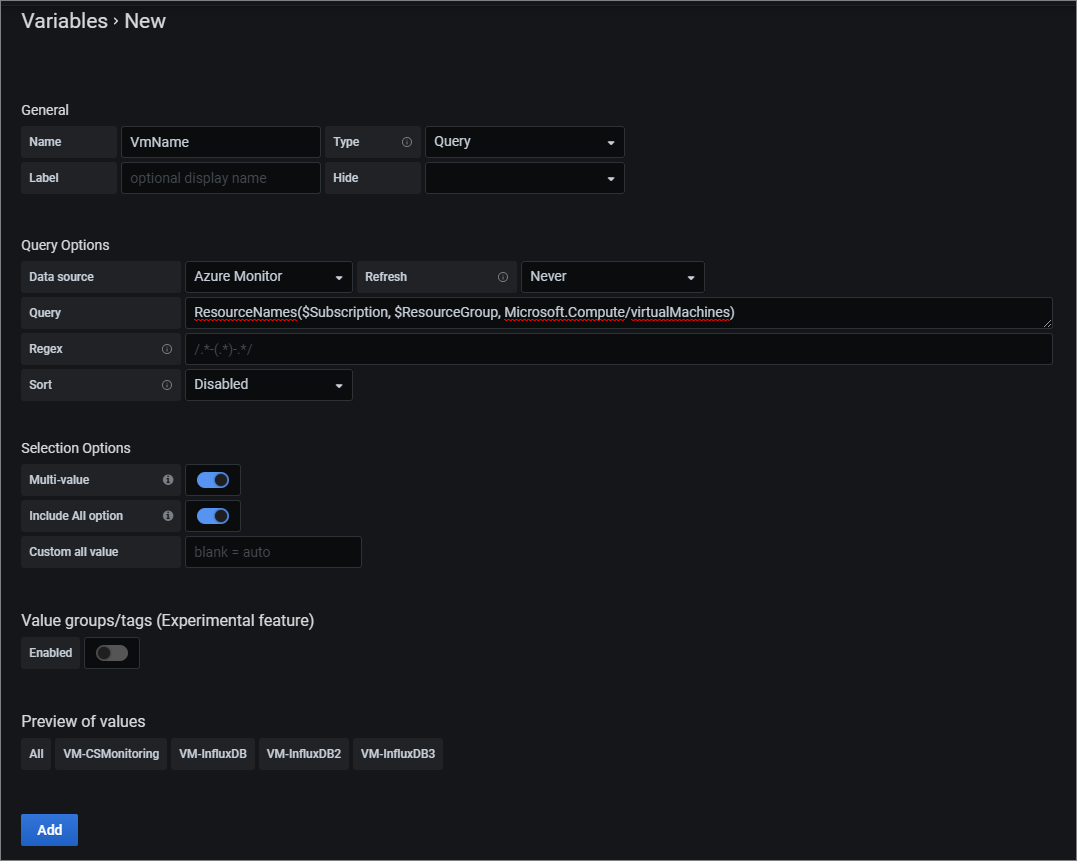 Variables › New
General
Name VmName Type Query
Label optional display name Hide
Query Options
Data source Azure Monitor Refresh Never
Query ResourceNames($Subscription, $ResourceGroup, Microsoft.Compute/virtualMachines)
Regex /.*-(.*)-.*/
Sort Disabled
Selection Options
Multi-value
Include All option
Custom all value blank = auto
Value groups/tags (Experimental feature)
Enabled
Preview of values
All VM-CSMonitoring VM-InfluxDB VM-InfluxDB2 VM-InfluxDB3
Add